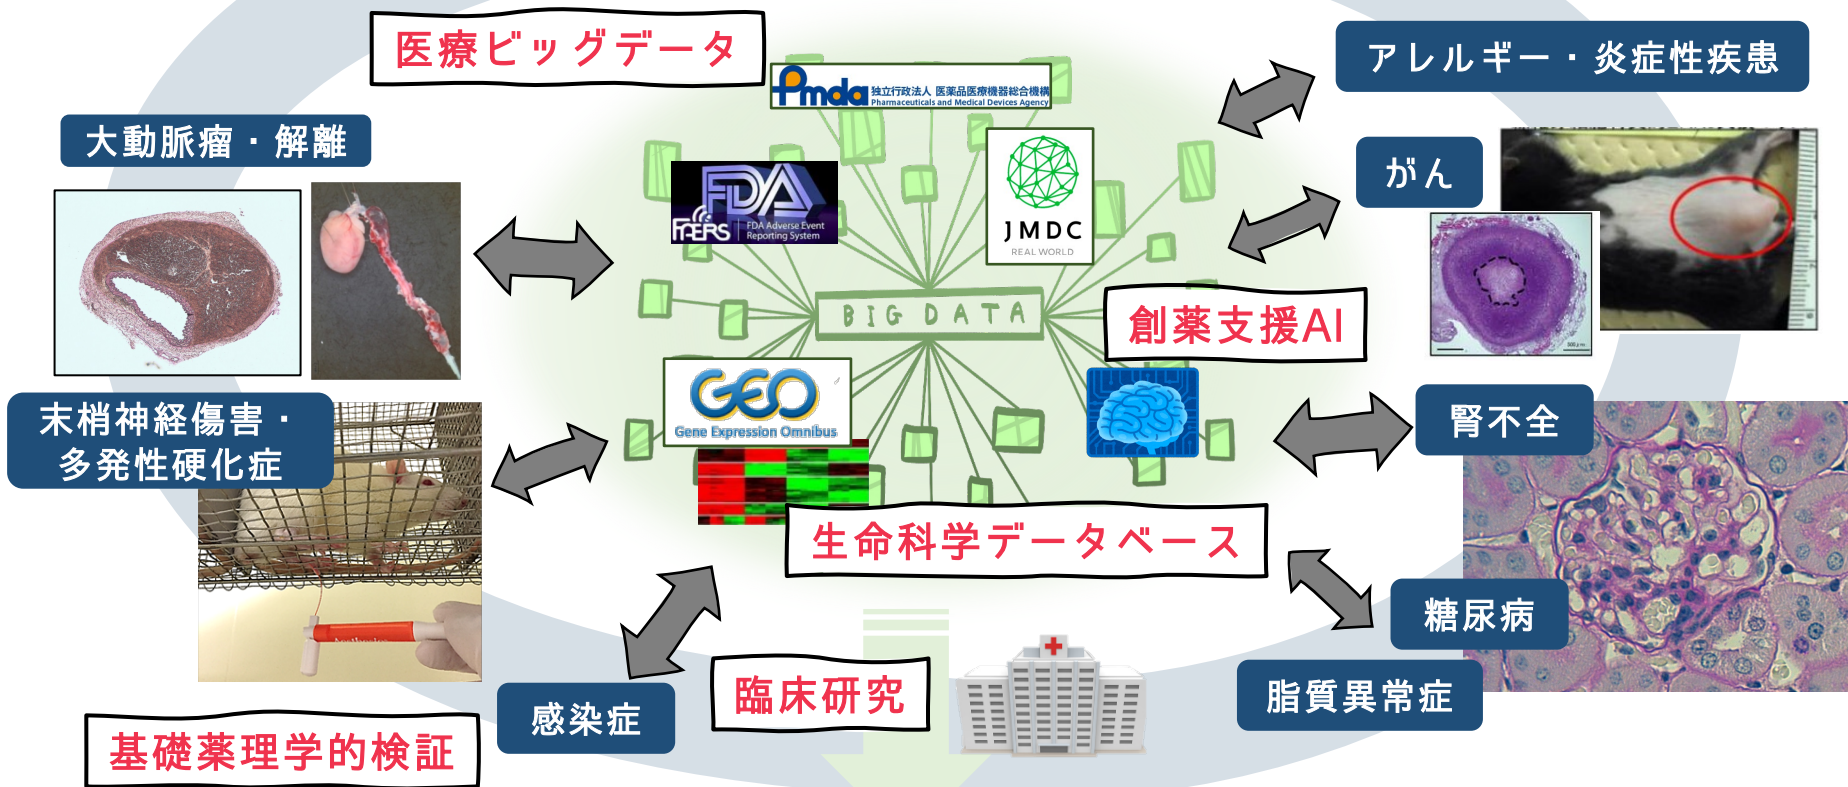 医療ビッグデータ
アレルギー・炎症性疾患
Pmda 独立行政法人 医薬品医療機器総合機構
Pharmaceuticals and Medical Devices Agency
大動脈瘤・解離
がん
FDA
FAERS
FDA Adverse Event
Reporting System
JMDC
REAL WORLD
BIG DATA
創薬支援AI
GEO
Gene Expression Omnibus
末梢神経傷害・
多発性硬化症
腎不全
生命科学データベース
糖尿病
臨床研究
脂質異常症
感染症
基礎薬理学的検証